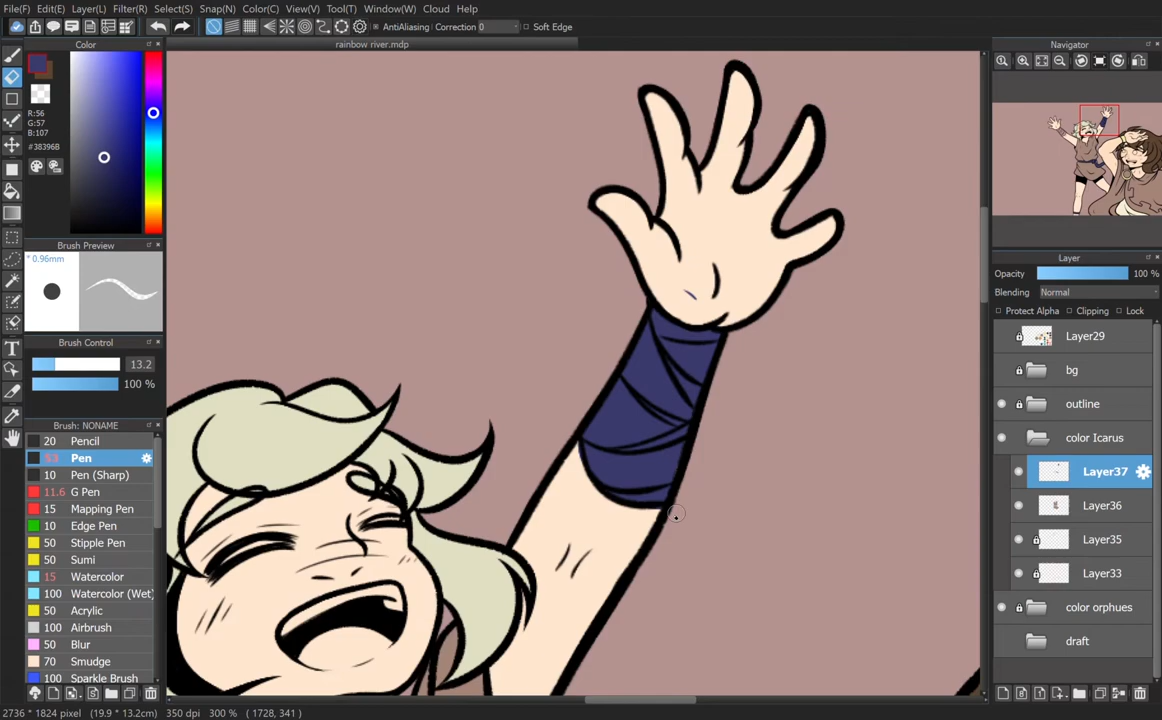 File(F) Edit(E) Layer(L) Filter(R) Select(S) Snap(N) Color(C) View(V) Tool(T) Window(W) Cloud Help
AntiAliasing Correction 0 Soft Edge
Color
rainbow river.mdp
Navigator
R:56
G:57
B:107
#38396B
Brush Preview
* 0.96mm
Brush Control
13.2
100 %
Brush: NONAME
20 Pencil
Pen
10 Pen (Sharp)
11.6 G Pen
15 Mapping Pen
10 Edge Pen
50 Stipple Pen
50 Sumi
15 Watercolor
100 Watercolor (Wet)
50 Acrylic
100 Airbrush
50 Blur
70 Smudge
100 Sparkle Brush
Layer
Opacity 100 %
Blending Normal
Protect Alpha Clipping Lock
Layer29
bg
outline
color Icarus
Layer37
Layer36
Layer35
Layer33
color orphues
draft
2736 * 1824 pixel (19.9 * 13.2cm) 350 dpi 300 % ( 1728, 341 )